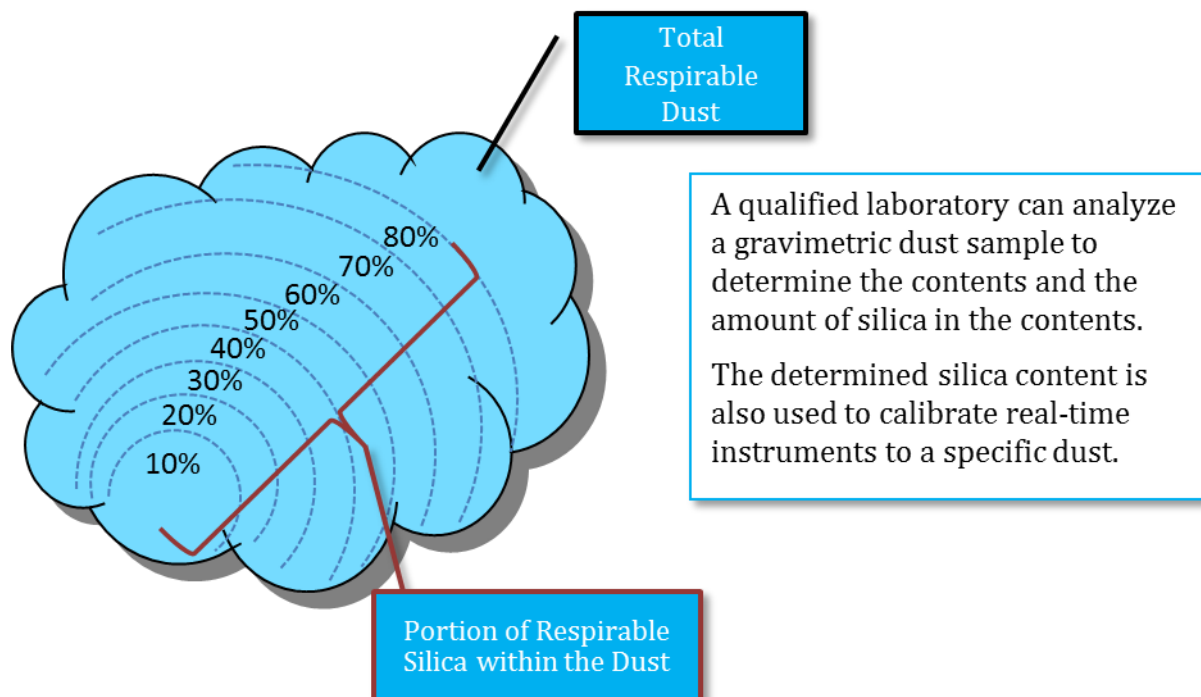 Total
Respirable
Dust
A qualified laboratory can analyze
a gravimetric dust sample to
determine the contents and the
amount of silica in the contents.
The determined silica content is
also used to calibrate real-time
instruments to a specific dust.
80%
70%
60%
50%
40%
30%
20%
10%
Portion of Respirable
Silica within the Dust